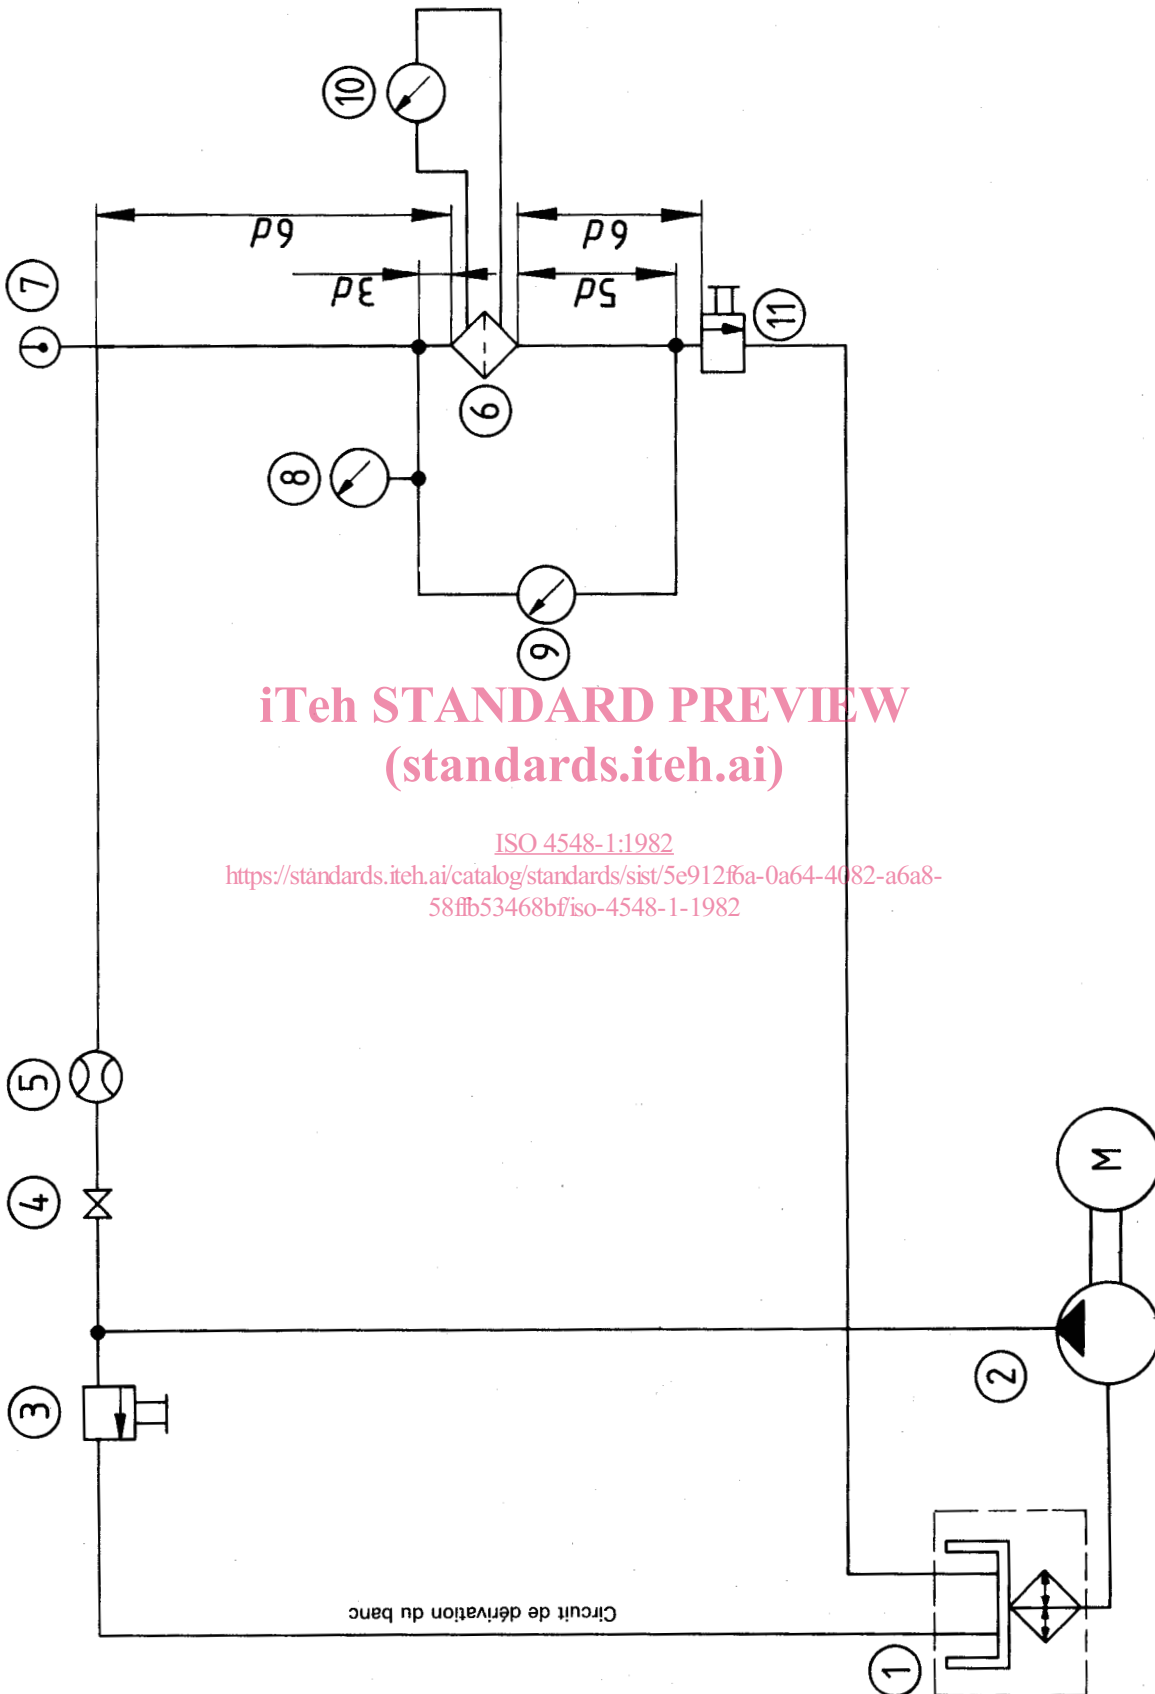 10
7
6d
6d
3d
5d
11
6
8
9
iTeh STANDARD PREVIEW
(standards.iteh.ai)
ISO 4548-1:1982
https://standards.iteh.ai/catalog/standards/sist/5e912f6a-0a64-4082-a6a8-
58ffb53468bf/iso-4548-1-1982
5
4
M
2
3
Circuit de dérivation du banc
1